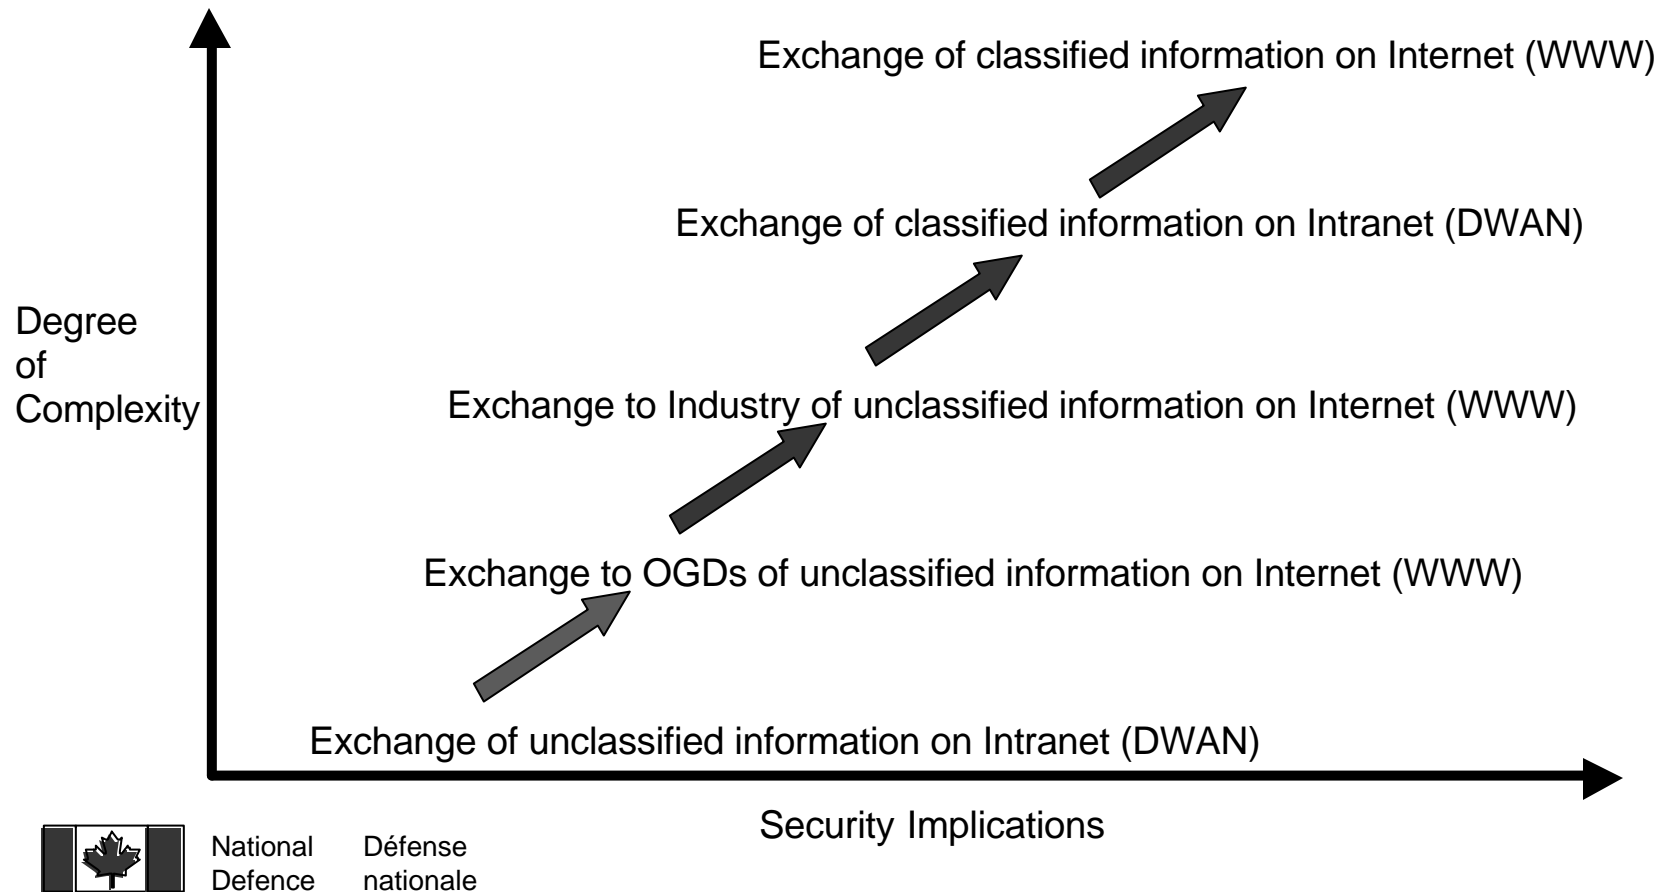 Exchange of classified information on Internet (WWW)
Exchange of classified information on Intranet (DWAN)
Degree
of
Complexity
Exchange to Industry of unclassified information on Internet (WWW)
Exchange to OGDs of unclassified information on Internet (WWW)
Exchange of unclassified information on Intranet (DWAN)
Security Implications
National Défense
Defence nationale